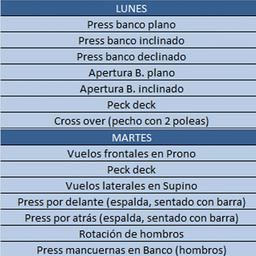 LUNES
Press banco plano
Press banco inclinado
Press banco declinado
Apertura B. plano
Apertura B. inclinado
Peck deck
Cross over (pecho con 2 poleas)
MARTES
Vuelos frontales en Prono
Peck deck
Vuelos laterales en Supino
Press por delante (espalda, sentado con barra)
Press por atrás (espalda, sentado con barra)
Rotación de hombros
Press mancuernas en Banco (hombros)